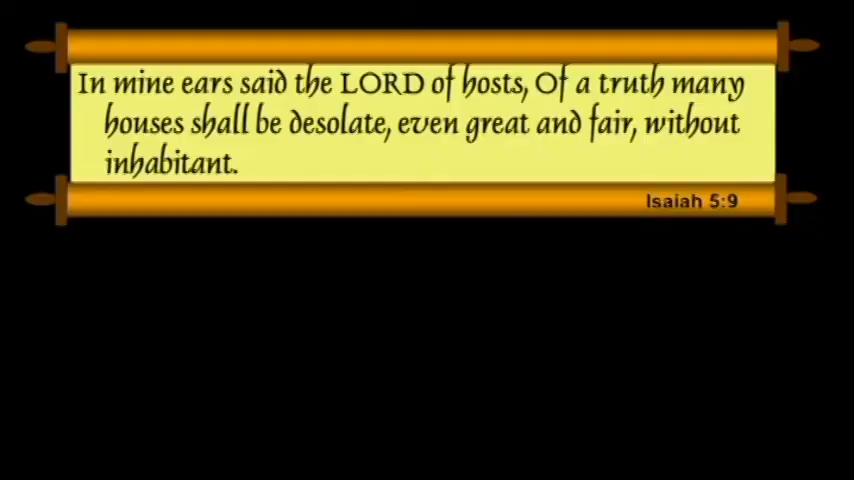 In mine ears said the LORD of hosts, Of a truth many
houses shall be desolate, even great and fair, without
inhabitant.
Isaiah 5:9